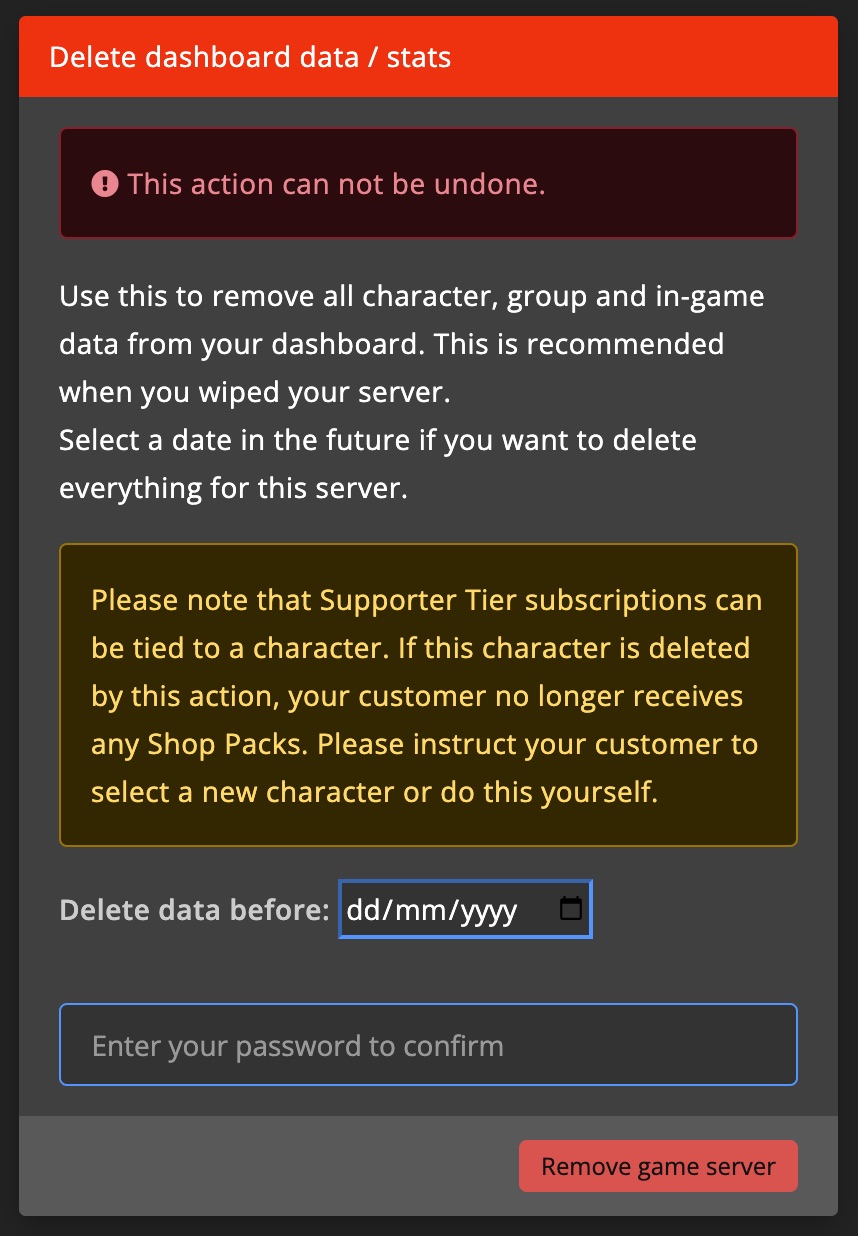 Delete dashboard data / stats
This action can not be undone.
Use this to remove all character, group and in-game
data from your dashboard. This is recommended
when you wiped your server.
Select a date in the future if you want to delete
everything for this server.
Please note that Supporter Tier subscriptions can
be tied to a character. If this character is deleted
by this action, your customer no longer receives
any Shop Packs. Please instruct your customer to
select a new character or do this yourself.
Delete data before: dd/mm/yyyy
Enter your password to confirm
Remove game server